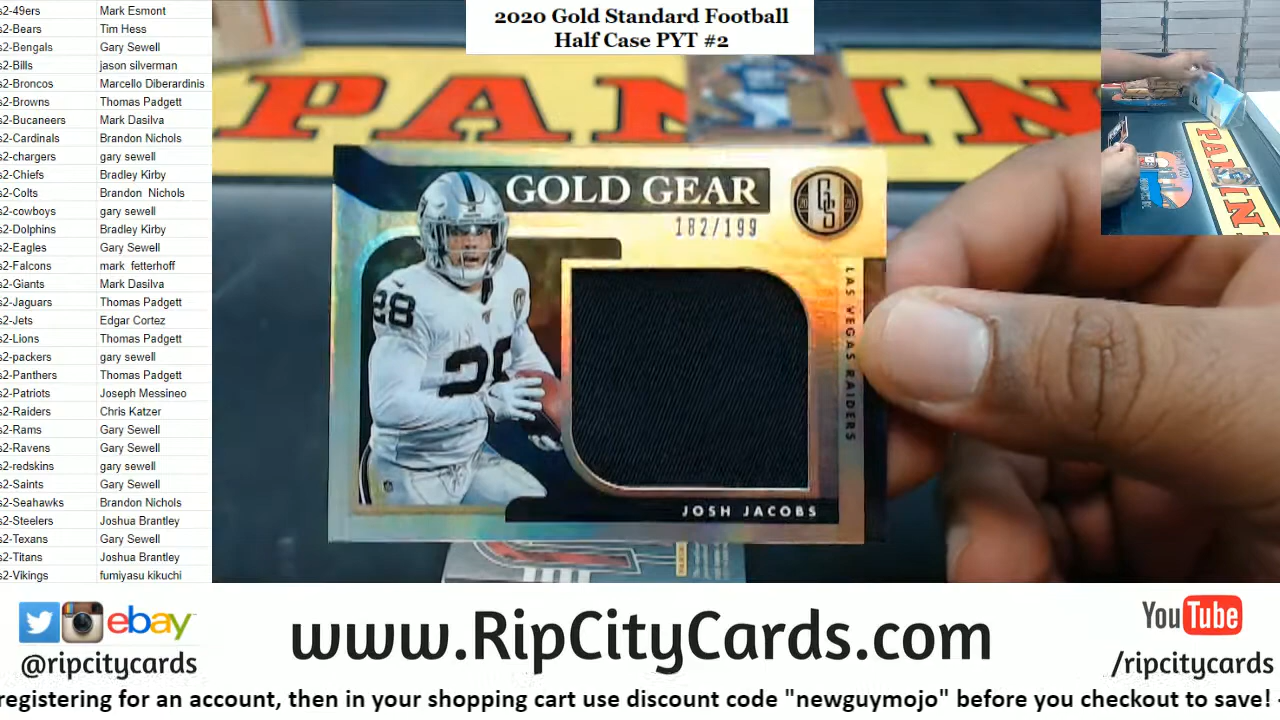 2020 Gold Standard Football
Half Case PYT #2
s2-49ers Mark Esmont
s2-Bears Tim Hess
s2-Bengals Gary Sewell
s2-Bills jason silverman
s2-Broncos Marcello Diberardinis
s2-Browns Thomas Padgett
s2-Bucaneers Mark Dasilva
s2-Cardinals Brandon Nichols
s2-chargers gary sewell
s2-Chiefs Bradley Kirby
s2-Colts Brandon Nichols
s2-cowboys gary sewell
s2-Dolphins Bradley Kirby
s2-Eagles Gary Sewell
s2-Falcons mark fetterhoff
s2-Giants Mark Dasilva
s2-Jaguars Thomas Padgett
s2-Jets Edgar Cortez
s2-Lions Thomas Padgett
s2-packers gary sewell
s2-Panthers Thomas Padgett
s2-Patriots Joseph Messineo
s2-Raiders Chris Katzer
s2-Rams Gary Sewell
s2-Ravens Gary Sewell
s2-redskins gary sewell
s2-Saints Gary Sewell
s2-Seahawks Brandon Nichols
s2-Steelers Joshua Brantley
s2-Texans Gary Sewell
s2-Titans Joshua Brantley
s2-Vikings fumiyasu kikuchi
PANINI
GOLD GEAR
182/199
20 GS 20
LAS VEGAS RAIDERS
28
28
JOSH JACOBS
PANINI
ebay
@ripcitycards
www.RipCityCards.com
YouTube
/ripcitycards
registering for an account, then in your shopping cart use discount code "newguymojo" before you checkout to save!